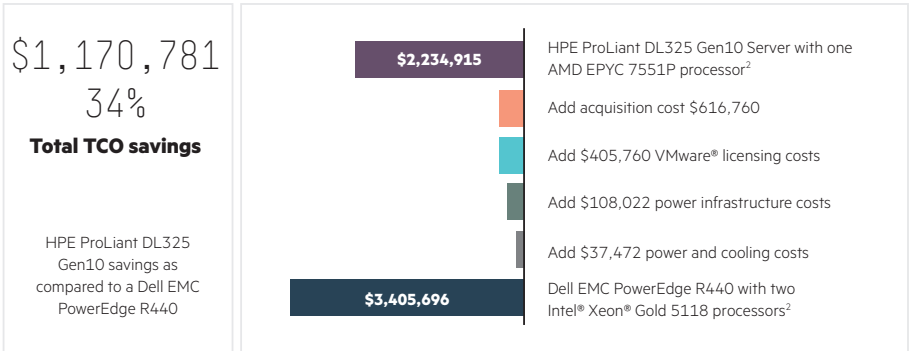 $1,170,781
34%
Total TCO savings
HPE ProLiant DL325
Gen10 savings as
compared to a Dell EMC
PowerEdge R440
$2,234,915
HPE ProLiant DL325 Gen10 Server with one
AMD EPYC 7551P processor²
Add acquisition cost $616,760
Add $405,760 VMware® licensing costs
Add $108,022 power infrastructure costs
Add $37,472 power and cooling costs
$3,405,696
Dell EMC PowerEdge R440 with two
Intel® Xeon® Gold 5118 processors²